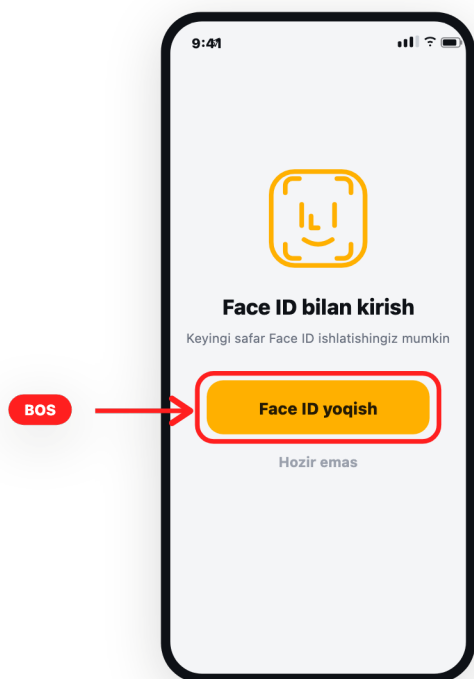 9:41
Face ID bilan kirish
Keyingi safar Face ID ishlatishingiz mumkin
BOS
Face ID yoqish
Hozir emas